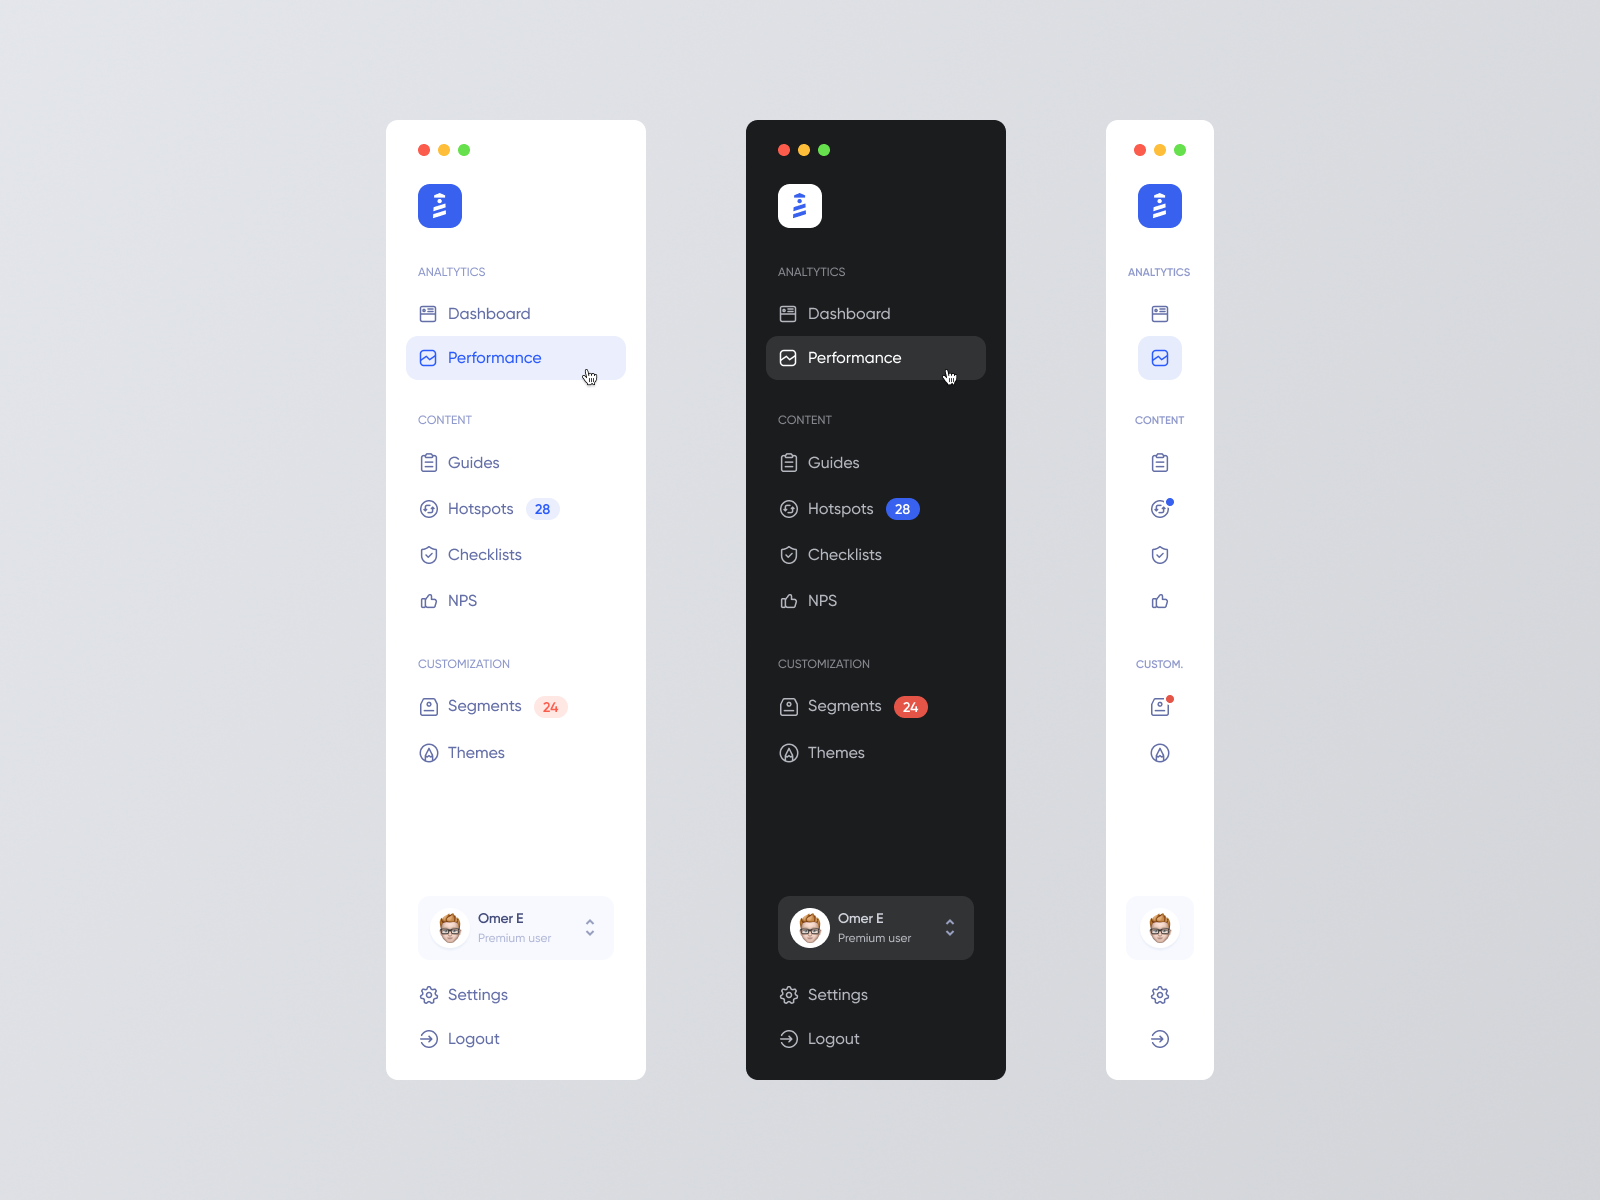 ANALTYTICS
Dashboard
Performance
CONTENT
Guides
Hotspots 28
Checklists
NPS
CUSTOMIZATION
Segments 24
Themes
Omer E
Premium user
Settings
Logout
ANALTYTICS
Dashboard
Performance
CONTENT
Guides
Hotspots 28
Checklists
NPS
CUSTOMIZATION
Segments 24
Themes
Omer E
Premium user
Settings
Logout
ANALTYTICS
CONTENT
CUSTOM.